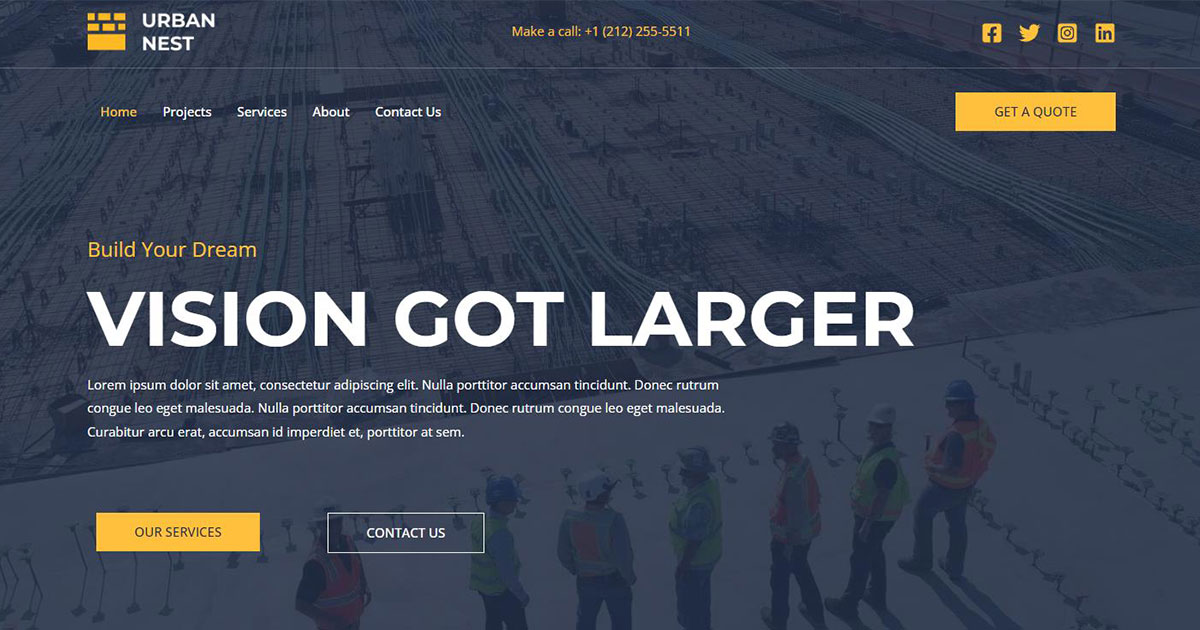 URBAN
NEST
Make a call: +1 (212) 255-5511
Home Projects Services About Contact Us
GET A QUOTE
Build Your Dream
VISION GOT LARGER
Lorem ipsum dolor sit amet, consectetur adipiscing elit. Nulla porttitor accumsan tincidunt. Donec rutrum
congue leo eget malesuada. Nulla porttitor accumsan tincidunt. Donec rutrum congue leo eget malesuada.
Curabitur arcu erat, accumsan id imperdiet et, porttitor at sem.
OUR SERVICES
CONTACT US